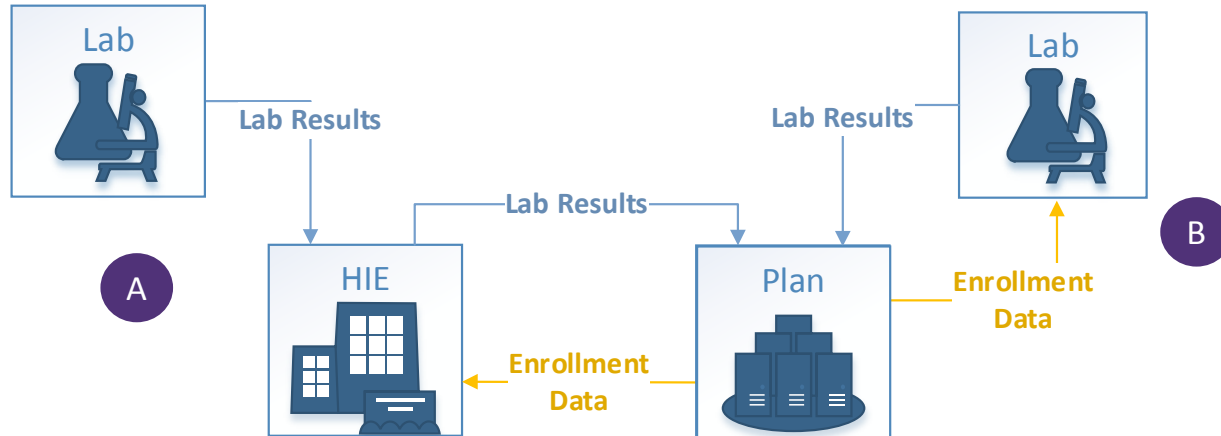 Lab
Lab
Lab Results
Lab Results
Lab Results
A
B
HIE
Plan
Enrollment
Data
Enrollment
Data